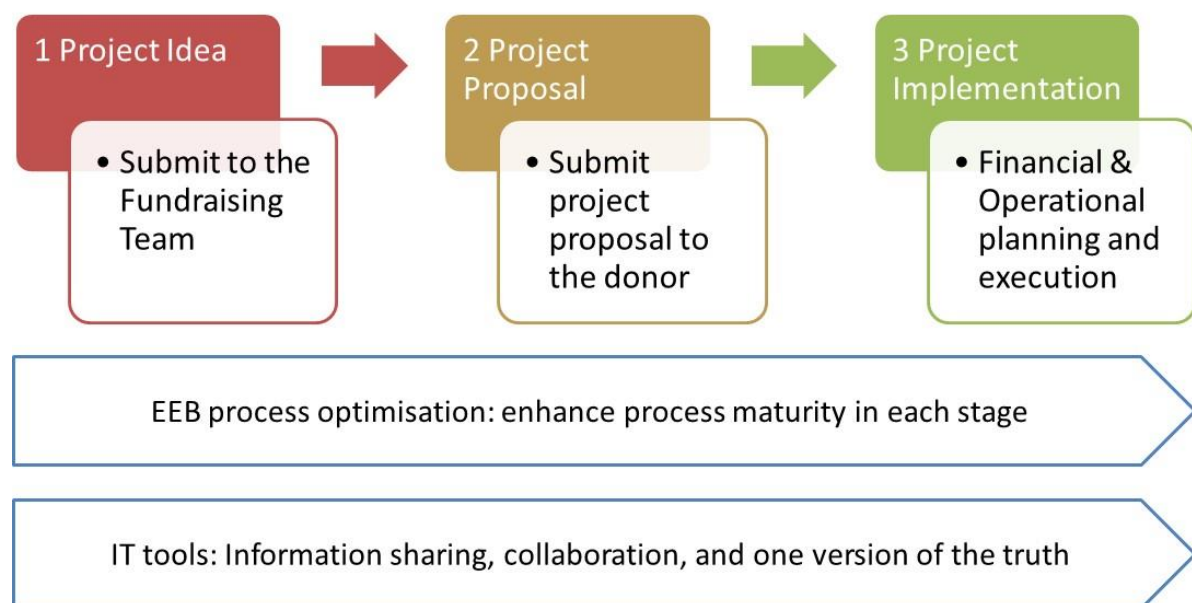 1 Project Idea
• Submit to the
Fundraising
Team
2 Project
Proposal
• Submit
project
proposal to
the donor
3 Project
Implementation
• Financial &
Operational
planning and
execution
EEB process optimisation: enhance process maturity in each stage
IT tools: Information sharing, collaboration, and one version of the truth